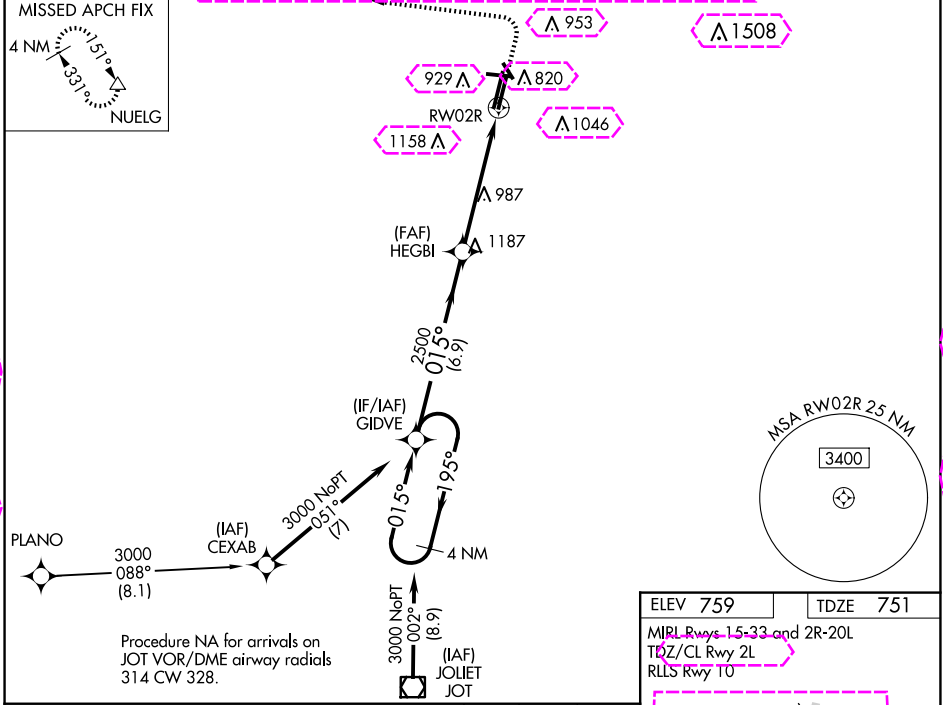 MISSED APCH FIX
4 NM
151°
331°
NUELG
953
1508
929
820
RW02R
1046
1158
987
(FAF)
HEGBI
1187
2500
015°
(6.9)
(IF/IAF)
GIDVE
MSA RW02R 25 NM
3400
015°
195°
4 NM
3000 NoPT
051°
(7)
PLANO
3000
088°
(8.1)
(IAF)
CEXAB
3000 NoPT
002°
(8.9)
(IAF)
JOLIET
JOT
Procedure NA for arrivals on
JOT VOR/DME airway radials
314 CW 328.
ELEV 759
TDZE 751
MIRL Rwys 15-33 and 2R-20L
TDZ/CL Rwy 2L
RLLS Rwy 10